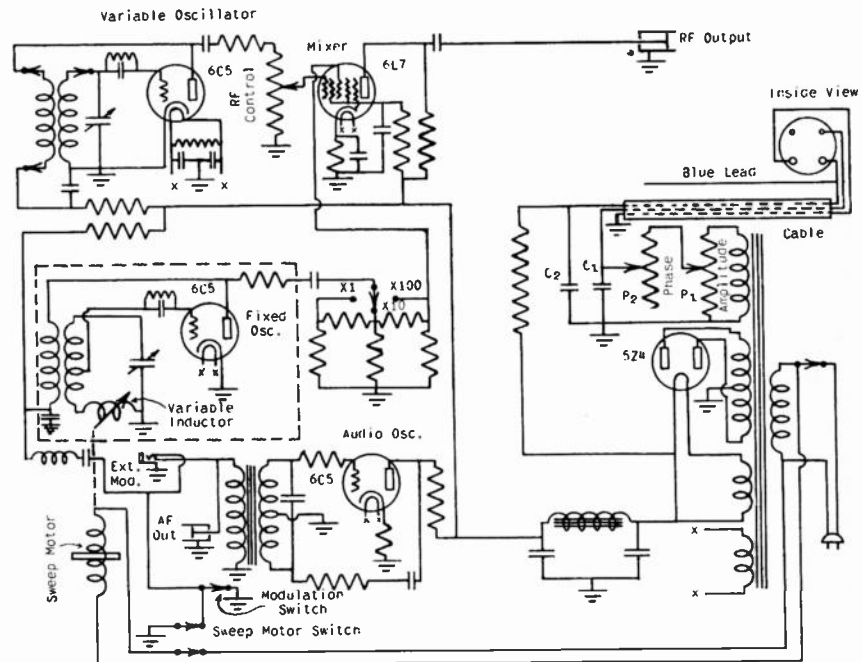 Variable Oscillator
6C5
RF
Control
Mixer
6L7
RF Output
Inside View
x
x
x x
Blue Lead
Cable
C2
C1
P2
Phase
P1
Amplitude
6C5
Fixed
Osc.
x x
X1
X10
X100
5Z4
Variable
Inductor
Ext.
Mod.
AF
Out
Audio Osc.
6C5
x x
Sweep Motor
Modulation
Switch
Sweep Motor Switch
x
x